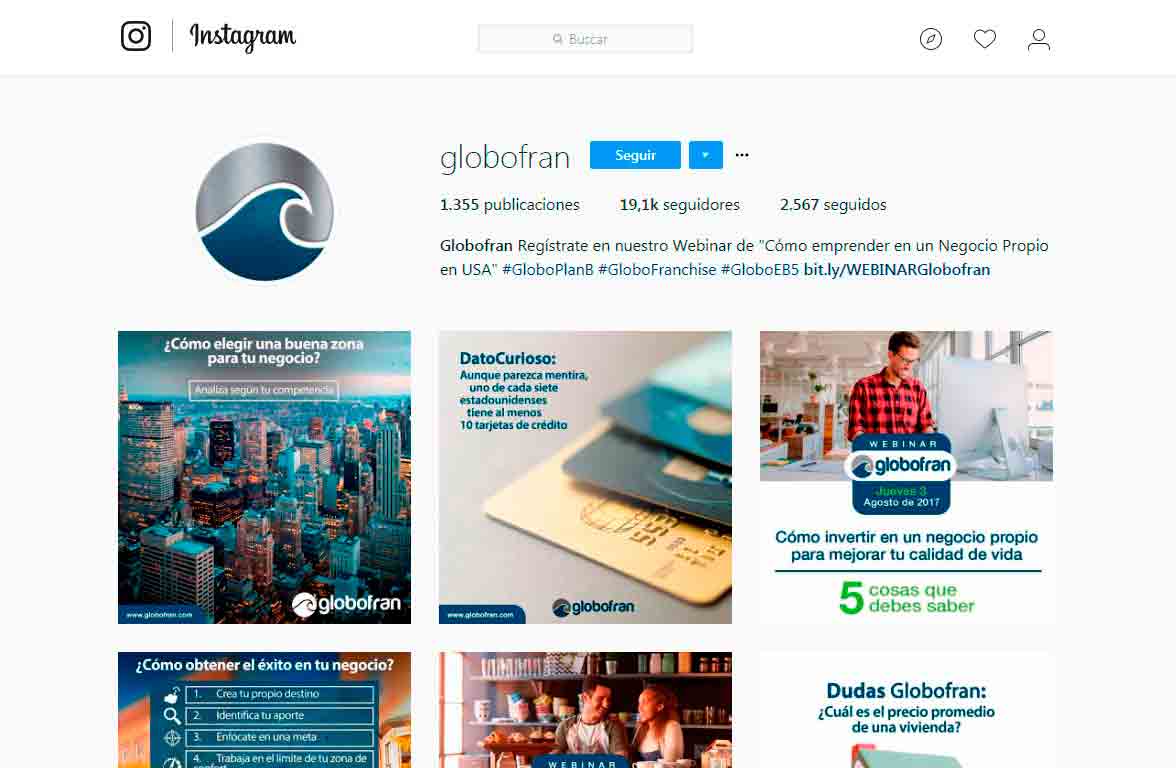 Instagram
Buscar
globofran
Seguir
1.355 publicaciones 19,1k seguidores 2.567 seguidos
Globofran Regístrate en nuestro Webinar de "Cómo emprender en un Negocio Propio
en USA" #GloboPlanB #GloboFranchise #GloboEB5 bit.ly/WEBINARGlobofran
¿Cómo elegir una buena zona
para tu negocio?
Analiza según tu competencia
www.globofran.com
globofran
DatoCurioso:
Aunque parezca mentira,
uno de cada siete
estadounidenses
tiene al menos
10 tarjetas de crédito
www.globofran.com
globofran
WEBINAR
globofran
Jueves 3
Agosto de 2017
Cómo invertir en un negocio propio
para mejorar tu calidad de vida
5 cosas que
debes saber
¿Cómo obtener el éxito en tu negocio?
1. Crea tu propio destino
2. Identifica tu aporte
3. Enfócate en una meta
4. Trabaja en el límite de tu zona de
confort
WEBINAR
Dudas Globofran:
¿Cuál es el precio promedio
de una vivienda?